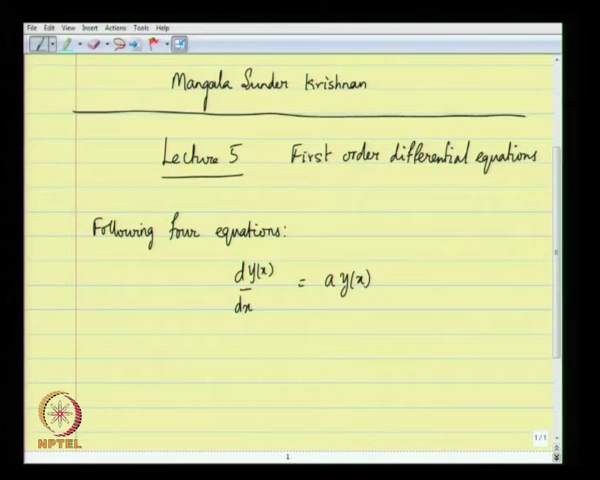 File Edit View Insert Actions Tools Help
Mangala Sunder Krishnan
Lecture 5 First order differential equations
Following four equations:
dy(x)
dx
= a y(x)
NPTEL
1/1
1